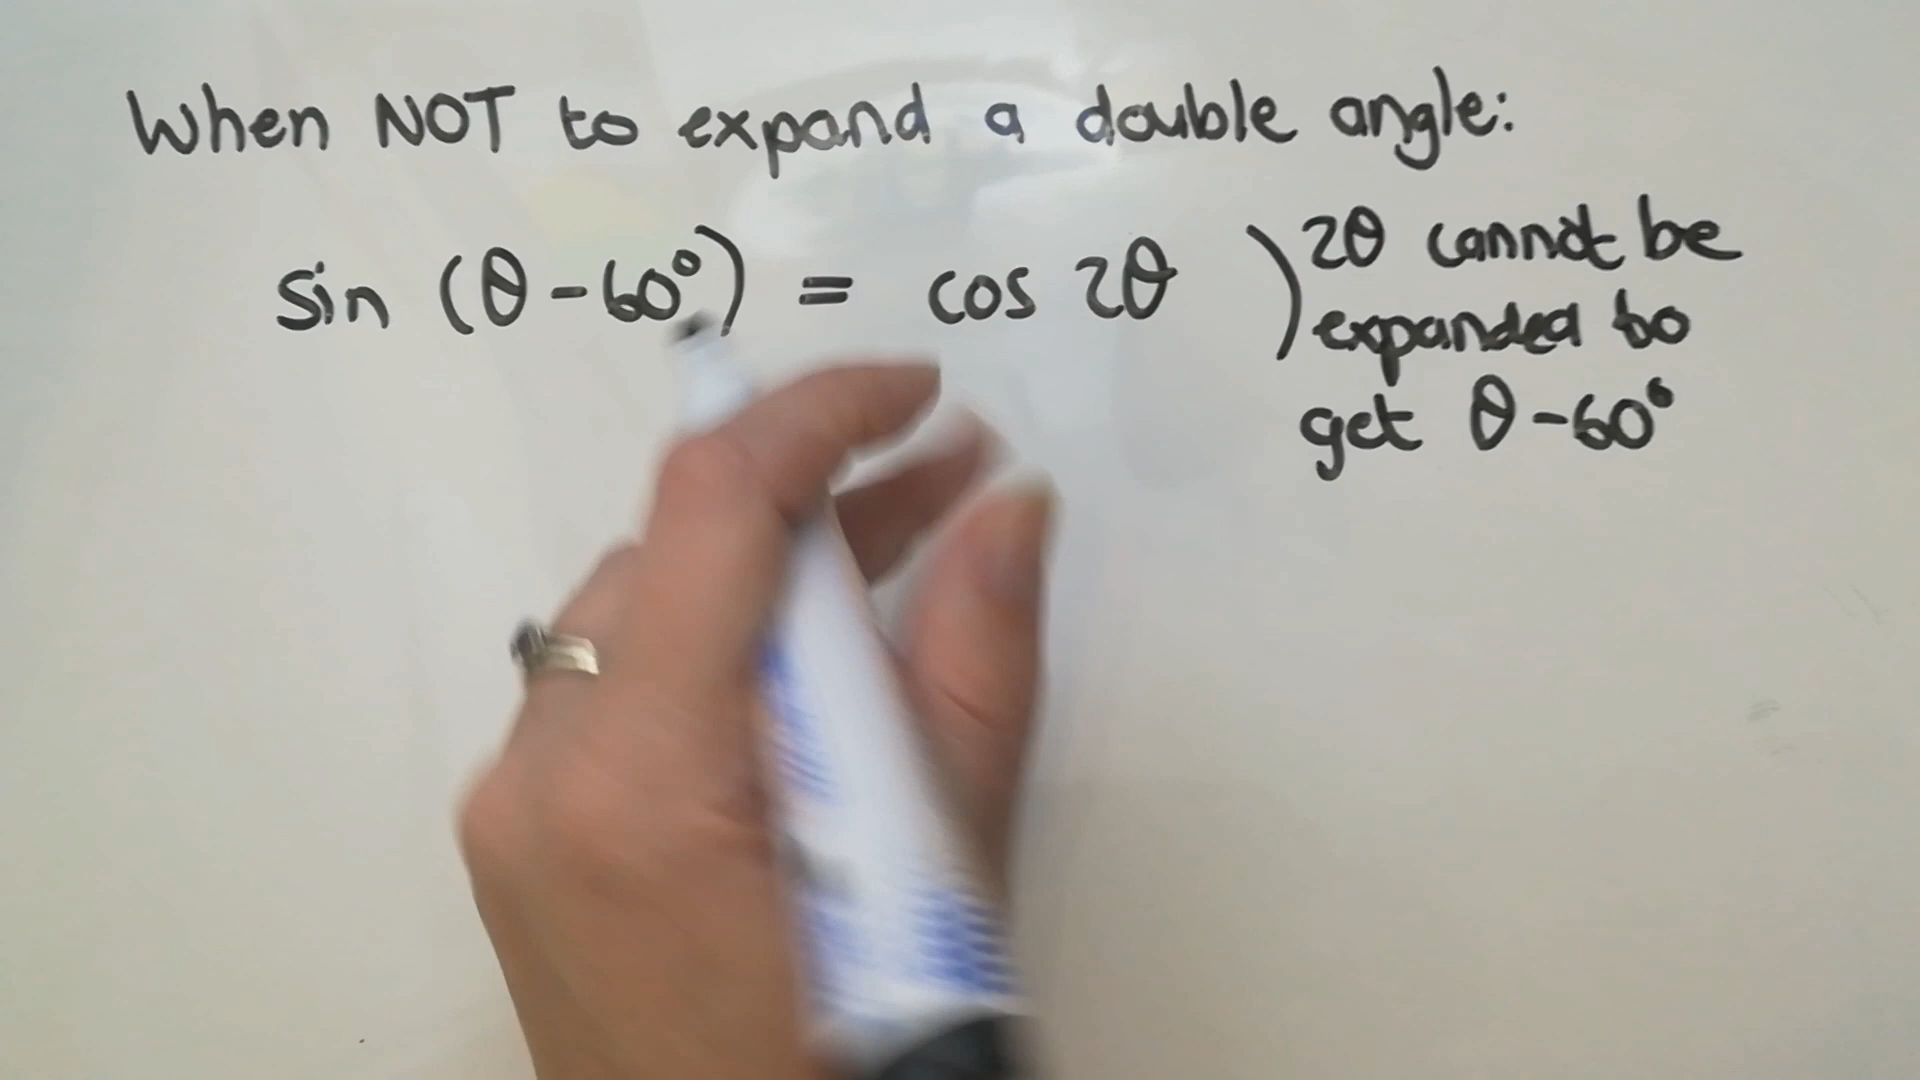 When NOT to expand a double angle:
sin (θ-60°) = cos 2θ ) 2θ cannot be
expanded to
get θ-60°